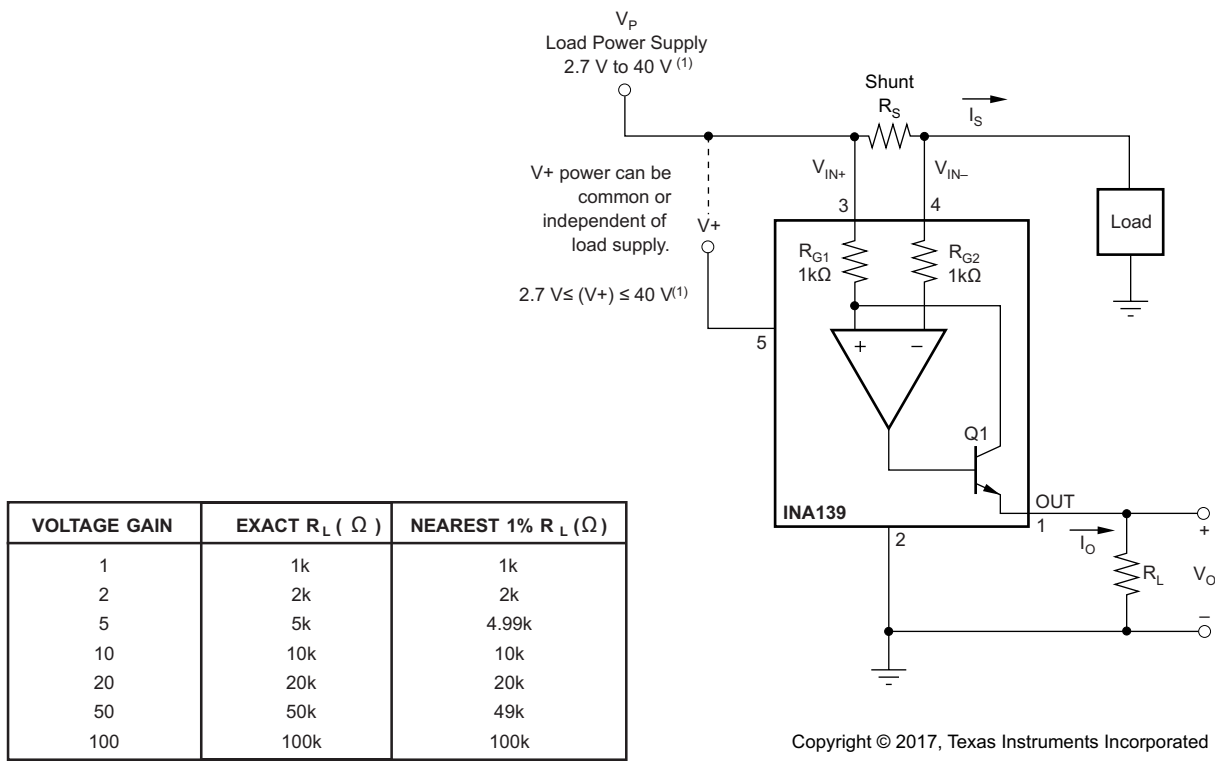 V_P
Load Power Supply
2.7 V to 40 V (1)
Shunt
R_S
I_S
V+ power can be
common or
independent of
load supply.
V_IN+
V_IN–
3
4
V+
Load
R_G1
1kΩ
R_G2
1kΩ
2.7 V≤ (V+) ≤ 40 V(1)
5
+
–
Q1
INA139
OUT
1
2
I_O
+
R_L
V_O
–
VOLTAGE GAIN EXACT R_L ( Ω ) NEAREST 1% R_L (Ω)
1 1k 1k
2 2k 2k
5 5k 4.99k
10 10k 10k
20 20k 20k
50 50k 49k
100 100k 100k
Copyright © 2017, Texas Instruments Incorporated